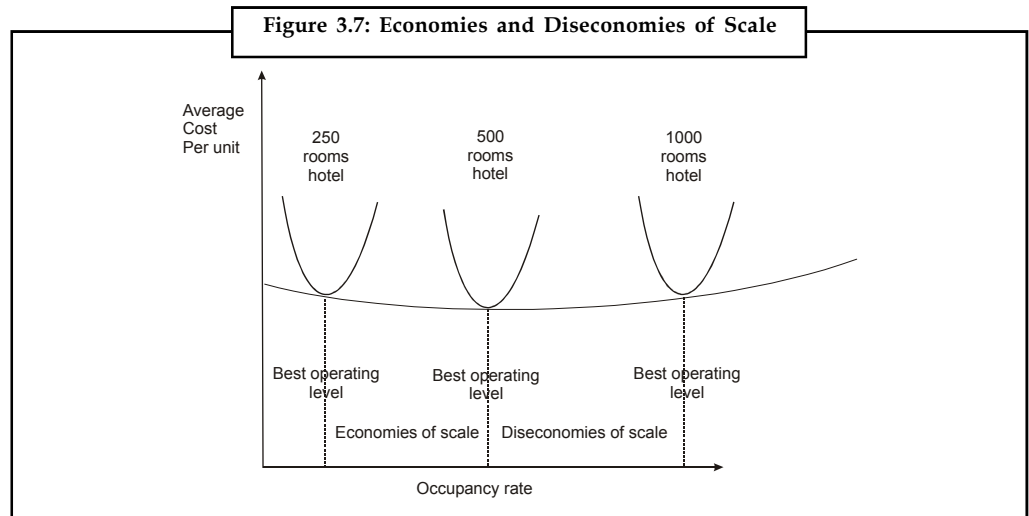 Figure 3.7: Economies and Diseconomies of Scale
Average
Cost
Per unit
250
rooms
hotel
500
rooms
hotel
1000
rooms
hotel
Best operating
level
Best operating
level
Best operating
level
Economies of scale
Diseconomies of scale
Occupancy rate